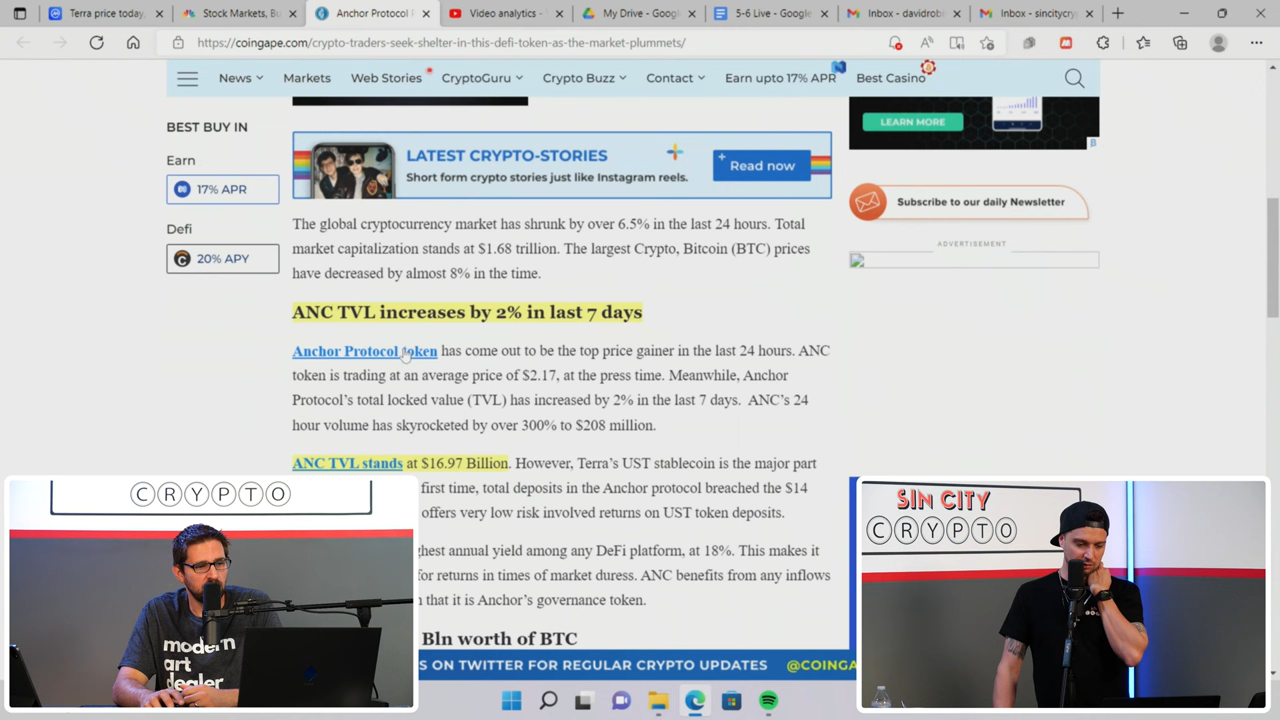 Terra price today,
Stock Markets, Bu
Anchor Protocol
Video analytics -
My Drive - Goog
5-6 Live - Google
Inbox - davidrob
Inbox - sincitycry
https://coingape.com/crypto-traders-seek-shelter-in-this-defi-token-as-the-market-plummets/
News
Markets
Web Stories
CryptoGuru
Crypto Buzz
Contact
Earn upto 17% APR
Best Casino
BEST BUY IN
Earn
17% APR
Defi
20% APY
LATEST CRYPTO-STORIES
Short form crypto stories just like Instagram reels.
Read now
LEARN MORE
Subscribe to our daily Newsletter
ADVERTISEMENT
The global cryptocurrency market has shrunk by over 6.5% in the last 24 hours. Total
market capitalization stands at $1.68 trillion. The largest Crypto, Bitcoin (BTC) prices
have decreased by almost 8% in the time.
ANC TVL increases by 2% in last 7 days
Anchor Protocol token has come out to be the top price gainer in the last 24 hours. ANC
token is trading at an average price of $2.17, at the press time. Meanwhile, Anchor
Protocol's total locked value (TVL) has increased by 2% in the last 7 days. ANC's 24
hour volume has skyrocketed by over 300% to $208 million.
ANC TVL stands at $16.97 Billion. However, Terra's UST stablecoin is the major part
first time, total deposits in the Anchor protocol breached the $14
offers very low risk involved returns on UST token deposits.
ghest annual yield among any DeFi platform, at 18%. This makes it
for returns in times of market duress. ANC benefits from any inflows
n that it is Anchor's governance token.
Bln worth of BTC
S ON TWITTER FOR REGULAR CRYPTO UPDATES @COINGA
CRYPTO
modern
art
dealer
SIN CITY
CRYPTO